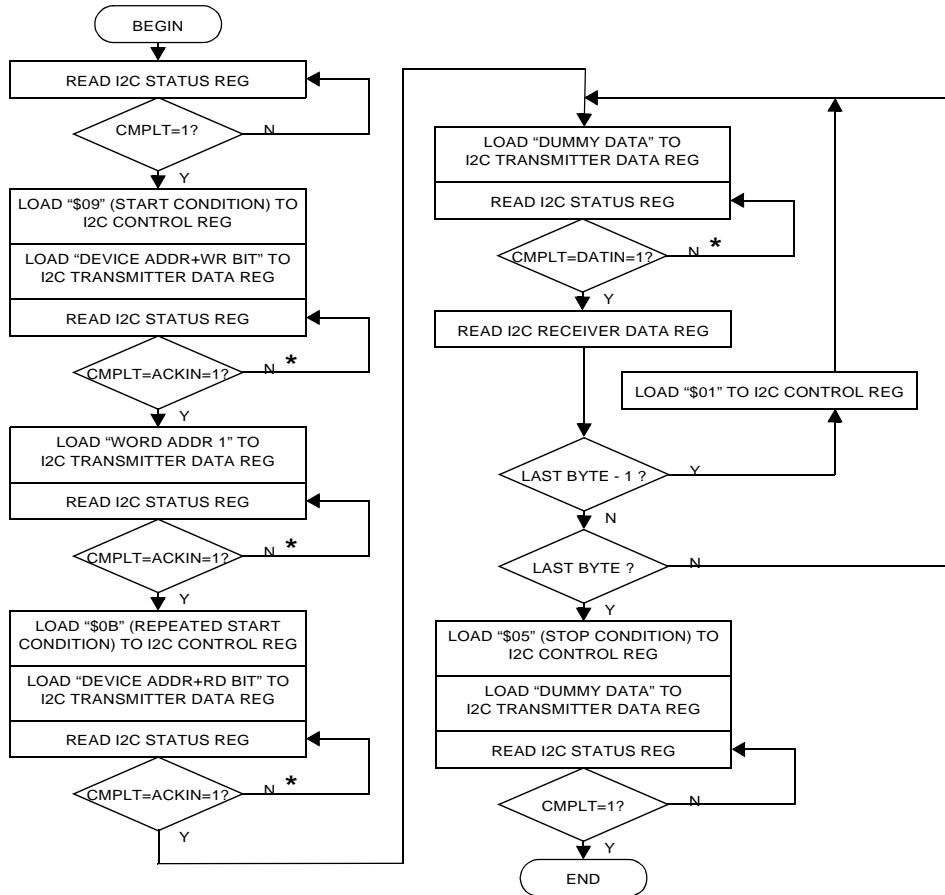 BEGIN
READ I2C STATUS REG
CMPLT=1?
N
Y
LOAD “$09” (START CONDITION) TO
I2C CONTROL REG
LOAD “DEVICE ADDR+WR BIT” TO
I2C TRANSMITTER DATA REG
READ I2C STATUS REG
CMPLT=ACKIN=1?
N *
Y
LOAD “WORD ADDR 1” TO
I2C TRANSMITTER DATA REG
READ I2C STATUS REG
CMPLT=ACKIN=1?
N *
Y
LOAD “$0B” (REPEATED START
CONDITION) TO I2C CONTROL REG
LOAD “DEVICE ADDR+RD BIT” TO
I2C TRANSMITTER DATA REG
READ I2C STATUS REG
CMPLT=ACKIN=1?
N *
Y
LOAD “DUMMY DATA” TO
I2C TRANSMITTER DATA REG
READ I2C STATUS REG
CMPLT=DATIN=1?
N *
Y
READ I2C RECEIVER DATA REG
LOAD “$01” TO I2C CONTROL REG
LAST BYTE - 1 ?
Y
N
LAST BYTE ?
N
Y
LOAD “$05” (STOP CONDITION) TO
I2C CONTROL REG
LOAD “DUMMY DATA” TO
I2C TRANSMITTER DATA REG
READ I2C STATUS REG
CMPLT=1?
N
Y
END